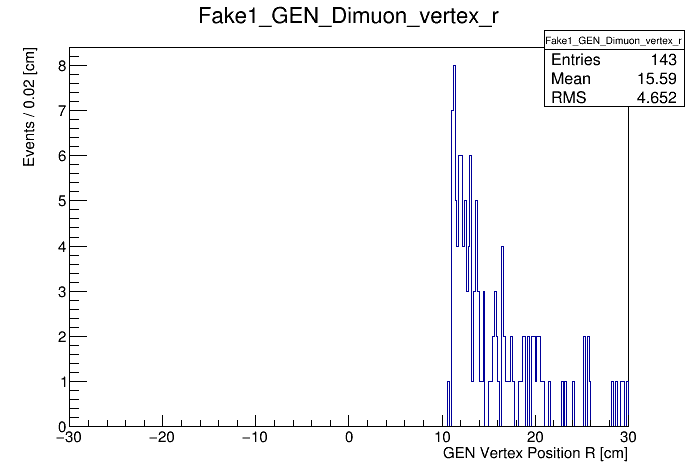 Fake1_GEN_Dimuon_vertex_r
Fake1_GEN_Dimuon_vertex_r
Entries 143
Mean 15.59
RMS 4.652
Events / 0.02 [cm]
8
7
6
5
4
3
2
1
0
−30 −20 −10 0 10 20 30
GEN Vertex Position R [cm]